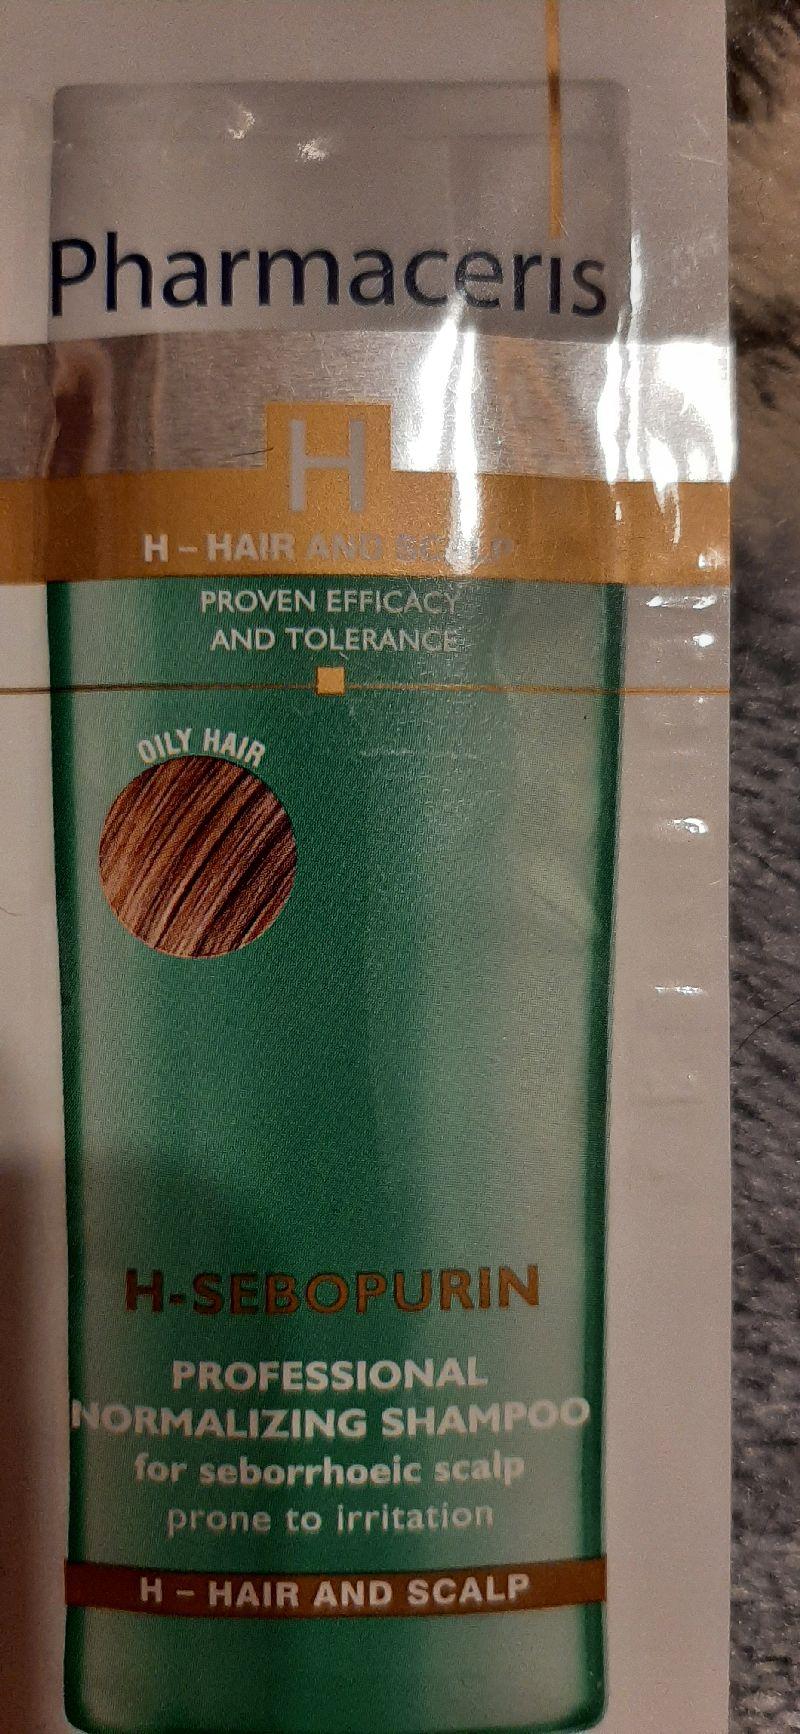 Pharmaceris
H
H – HAIR AND SCALP
PROVEN EFFICACY
AND TOLERANCE
OILY HAIR
H-SEBOPURIN
PROFESSIONAL
NORMALIZING SHAMPOO
for seborrhoeic scalp
prone to irritation
H – HAIR AND SCALP